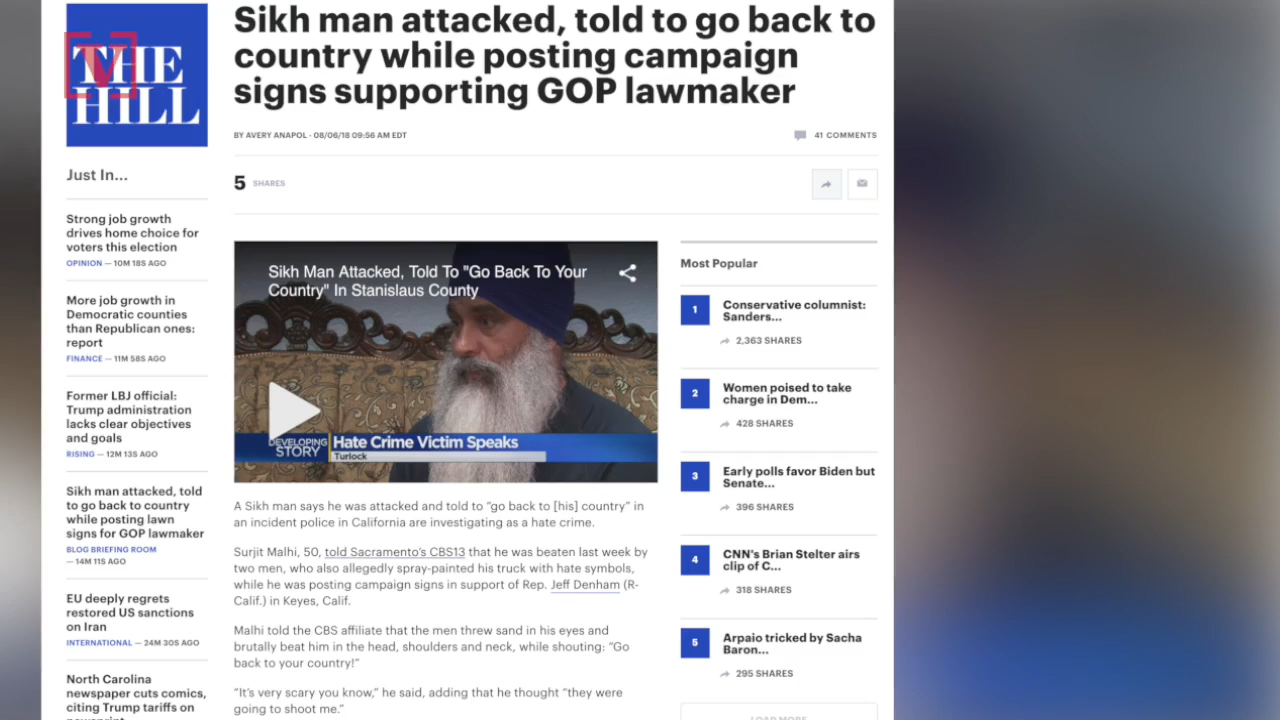 THE
HILL
Sikh man attacked, told to go back to
country while posting campaign
signs supporting GOP lawmaker
BY AVERY ANAPOL - 08/06/18 09:56 AM EDT
41 COMMENTS
5 SHARES
Just In...
Strong job growth
drives home choice for
voters this election
OPINION — 10M 18S AGO
More job growth in
Democratic counties
than Republican ones:
report
FINANCE — 11M 58S AGO
Former LBJ official:
Trump administration
lacks clear objectives
and goals
RISING — 12M 13S AGO
Sikh man attacked, told
to go back to country
while posting lawn
signs for GOP lawmaker
BLOG BRIEFING ROOM
— 14M 11S AGO
EU deeply regrets
restored US sanctions
on Iran
INTERNATIONAL — 24M 30S AGO
North Carolina
newspaper cuts comics,
citing Trump tariffs on
newsprint
Sikh Man Attacked, Told To "Go Back To Your
Country" In Stanislaus County
DEVELOPING
STORY
Hate Crime Victim Speaks
Turlock
A Sikh man says he was attacked and told to “go back to [his] country” in
an incident police in California are investigating as a hate crime.
Surjit Malhi, 50, told Sacramento’s CBS13 that he was beaten last week by
two men, who also allegedly spray-painted his truck with hate symbols,
while he was posting campaign signs in support of Rep. Jeff Denham (R-
Calif.) in Keyes, Calif.
Malhi told the CBS affiliate that the men threw sand in his eyes and
brutally beat him in the head, shoulders and neck, while shouting: “Go
back to your country!”
“It’s very scary you know,” he said, adding that he thought “they were
going to shoot me.”
Most Popular
1
Conservative columnist:
Sanders...
2,363 SHARES
2
Women poised to take
charge in Dem...
428 SHARES
3
Early polls favor Biden but
Senate...
396 SHARES
4
CNN's Brian Stelter airs
clip of C...
318 SHARES
5
Arpaio tricked by Sacha
Baron...
295 SHARES
LOAD MORE